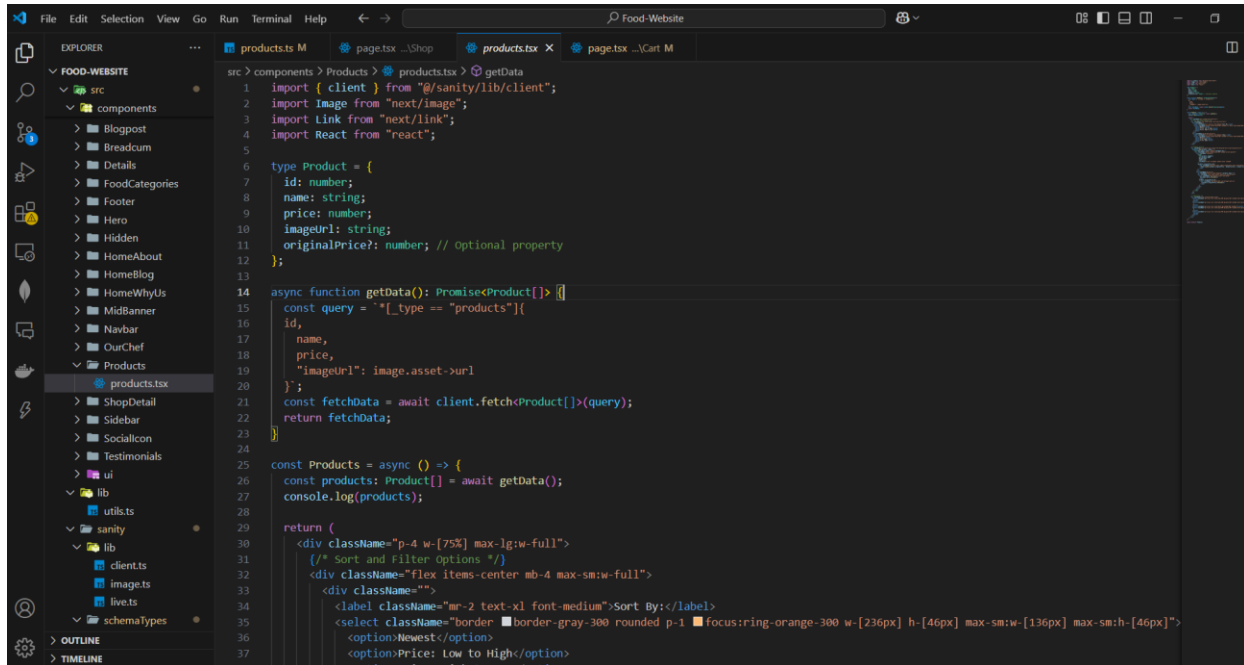 File Edit Selection View Go Run Terminal Help
Food-Website
EXPLORER
products.ts M
page.tsx ...\Shop
products.tsx
page.tsx ...\Cart M
FOOD-WEBSITE
src
components
Blogpost
Breadcum
Details
FoodCategories
Footer
Hero
Hidden
HomeAbout
HomeBlog
HomeWhyUs
MidBanner
Navbar
OurChef
Products
products.tsx
ShopDetail
Sidebar
SocialIcon
Testimonials
ui
lib
utils.ts
sanity
lib
client.ts
image.ts
live.ts
schemaTypes
OUTLINE
TIMELINE
3
src > components > Products > products.tsx > getData
1 import { client } from "@/sanity/lib/client";
2 import Image from "next/image";
3 import Link from "next/link";
4 import React from "react";
5
6 type Product = {
7 id: number;
8 name: string;
9 price: number;
10 imageUrl: string;
11 originalPrice?: number; // Optional property
12 };
13
14 async function getData(): Promise<Product[]> {
15 const query = `*[_type == "products"]{
16 id,
17 name,
18 price,
19 "imageUrl": image.asset->url
20 }`;
21 const fetchData = await client.fetch<Product[]>(query);
22 return fetchData;
23 }
24
25 const Products = async () => {
26 const products: Product[] = await getData();
27 console.log(products);
28
29 return (
30 <div className="p-4 w-[75%] max-lg:w-full">
31 {/* Sort and Filter Options */}
32 <div className="flex items-center mb-4 max-sm:w-full">
33 <div className="">
34 <label className="mr-2 text-xl font-medium">Sort By:</label>
35 <select className="border border-gray-300 rounded p-1 focus:ring-orange-300 w-[236px] h-[46px] max-sm:w-[136px] max-sm:h-[46px]">
36 <option>Newest</option>
37 <option>Price: Low to High</option>